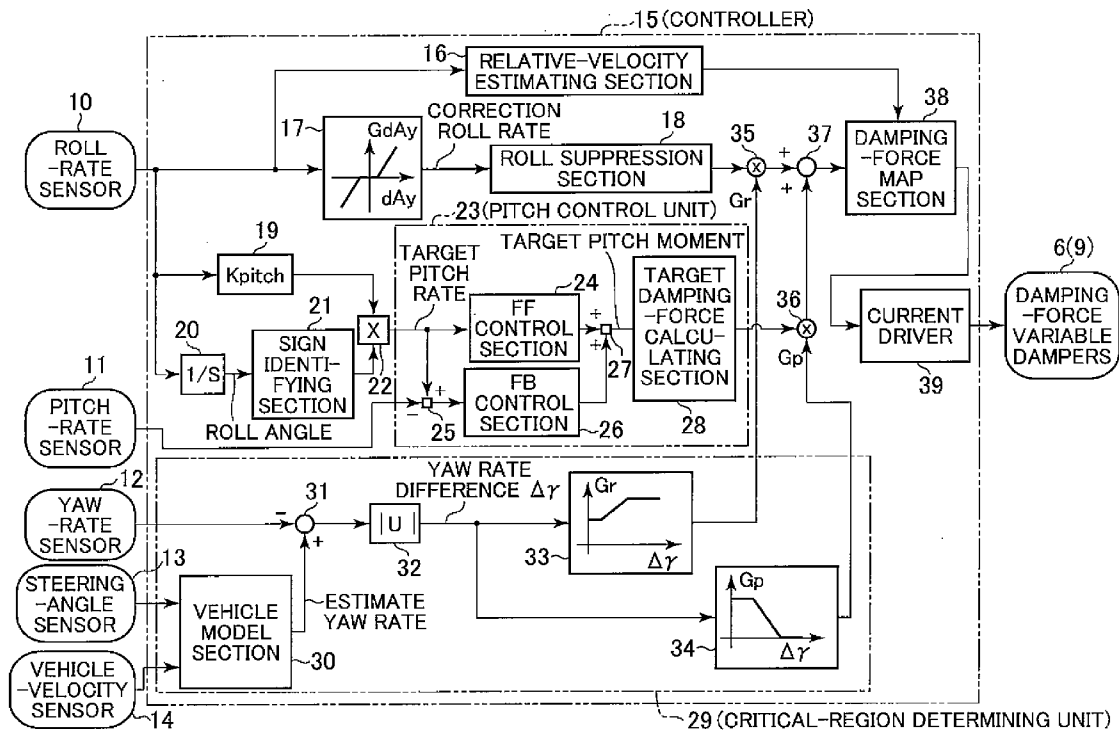 15(CONTROLLER)
16
RELATIVE-VELOCITY
ESTIMATING SECTION
10
ROLL
-RATE
SENSOR
17
GdAy
dAy
CORRECTION
ROLL RATE
18
ROLL SUPPRESSION
SECTION
35
X
Gr
+
+
37
38
DAMPING
-FORCE
MAP
SECTION
23(PITCH CONTROL UNIT)
TARGET PITCH MOMENT
19
Kpitch
TARGET
PITCH
RATE
24
FF
CONTROL
SECTION
+
+
27
TARGET
DAMPING
-FORCE
CALCU-
LATING
SECTION
28
36
X
Gp
6(9)
DAMPING-
FORCE
VARIABLE
DAMPERS
CURRENT
DRIVER
39
20
1/S
21
SIGN
IDENTI-
FYING
SECTION
X
22
ROLL ANGLE
11
PITCH
-RATE
SENSOR
+
−
25
FB
CONTROL
SECTION
26
12
YAW
-RATE
SENSOR
−
31
+
|U|
32
YAW RATE
DIFFERENCE Δγ
Gr
Δγ
33
13
STEERING
-ANGLE
SENSOR
VEHICLE
MODEL
SECTION
30
ESTIMATE
YAW RATE
Gp
Δγ
34
VEHICLE
-VELOCITY
SENSOR
14
29(CRITICAL-REGION DETERMINING UNIT)